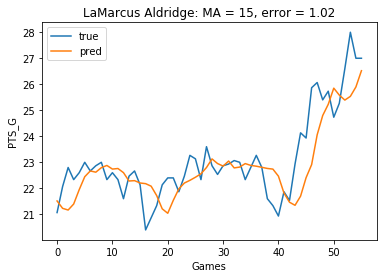 LaMarcus Aldridge: MA = 15, error = 1.02
true
pred
PTS_G
28
27
26
25
24
23
22
21
0
10
20
30
40
50
Games